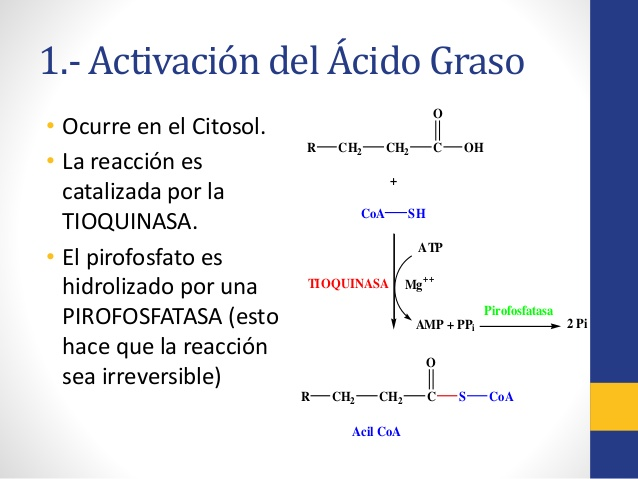 1.- Activación del Ácido Graso
• Ocurre en el Citosol.
• La reacción es
catalizada por la
TIOQUINASA.
• El pirofosfato es
hidrolizado por una
PIROFOSFATASA (esto
hace que la reacción
sea irreversible)
O
R CH₂ CH₂ C OH
+
CoA SH
ATP
TIOQUINASA Mg⁺⁺
Pirofosfatasa
AMP + PPᵢ 2 Pi
O
R CH₂ CH₂ C S CoA
Acil CoA